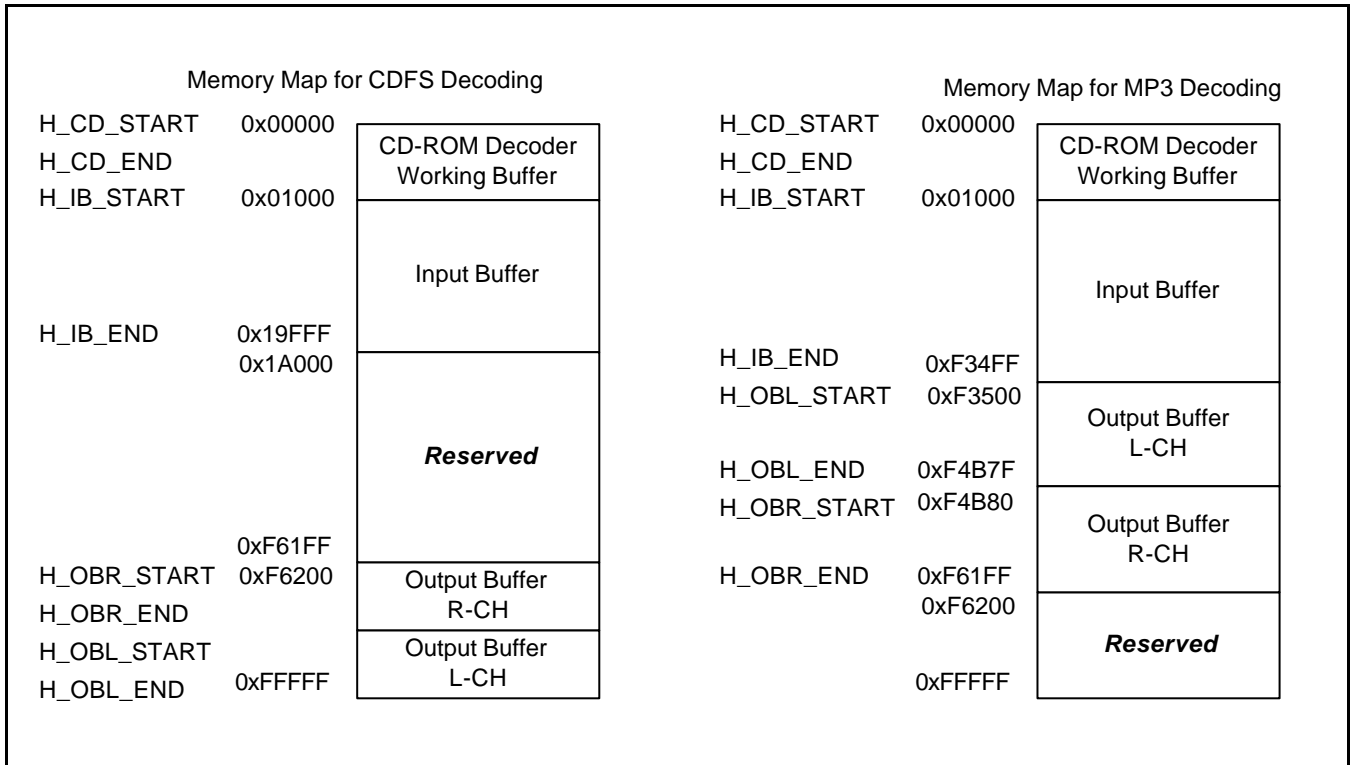 Memory Map for CDFS Decoding
H_CD_START 0x00000
H_CD_END
H_IB_START 0x01000
CD-ROM Decoder
Working Buffer
Input Buffer
H_IB_END 0x19FFF
0x1A000
Reserved
0xF61FF
H_OBR_START 0xF6200
H_OBR_END
Output Buffer
R-CH
H_OBL_START
H_OBL_END 0xFFFFF
Output Buffer
L-CH
Memory Map for MP3 Decoding
H_CD_START 0x00000
H_CD_END
H_IB_START 0x01000
CD-ROM Decoder
Working Buffer
Input Buffer
H_IB_END 0xF34FF
H_OBL_START 0xF3500
Output Buffer
L-CH
H_OBL_END 0xF4B7F
H_OBR_START 0xF4B80
Output Buffer
R-CH
H_OBR_END 0xF61FF
0xF6200
Reserved
0xFFFFF